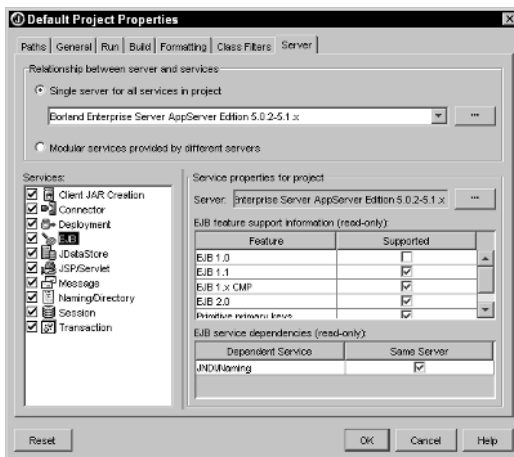 Default Project Properties
Paths General Run Build Formatting Class Filters Server
Relationship between server and services
Single server for all services in project
Borland Enterprise Server AppServer Edition 5.0.2-5.1.x
...
Modular services provided by different servers
Services:
Client JAR Creation
Connector
Deployment
EJB
JDataStore
JSP/Servlet
Message
Naming/Directory
Session
Transaction
Service properties for project
Server: Enterprise Server AppServer Edition 5.0.2-5.1.x ...
EJB feature support information (read-only):
Feature Supported
EJB 1.0
EJB 1.1
EJB 1.x CMP
EJB 2.0
Primitive primary keys
EJB service dependencies (read-only):
Dependent Service Same Server
JNDI/Naming
Reset OK Cancel Help